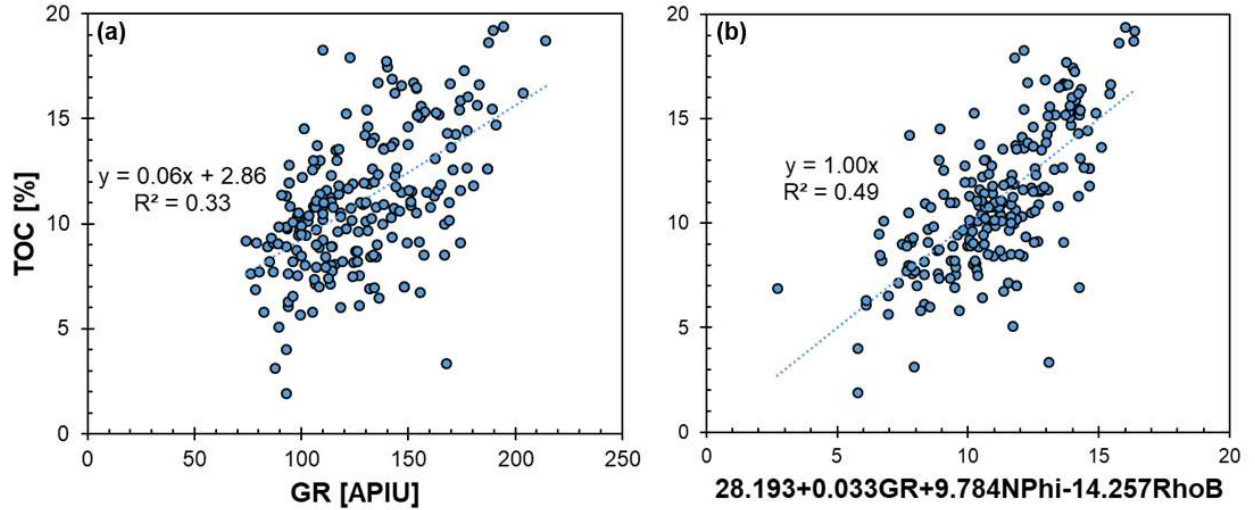 (a)
TOC [%]
20
15
10
5
0
y = 0.06x + 2.86
R² = 0.33
0 50 100 150 200 250
GR [APIU]
(b)
20
15
10
5
0
y = 1.00x
R² = 0.49
0 5 10 15 20
28.193+0.033GR+9.784NPhi-14.257RhoB